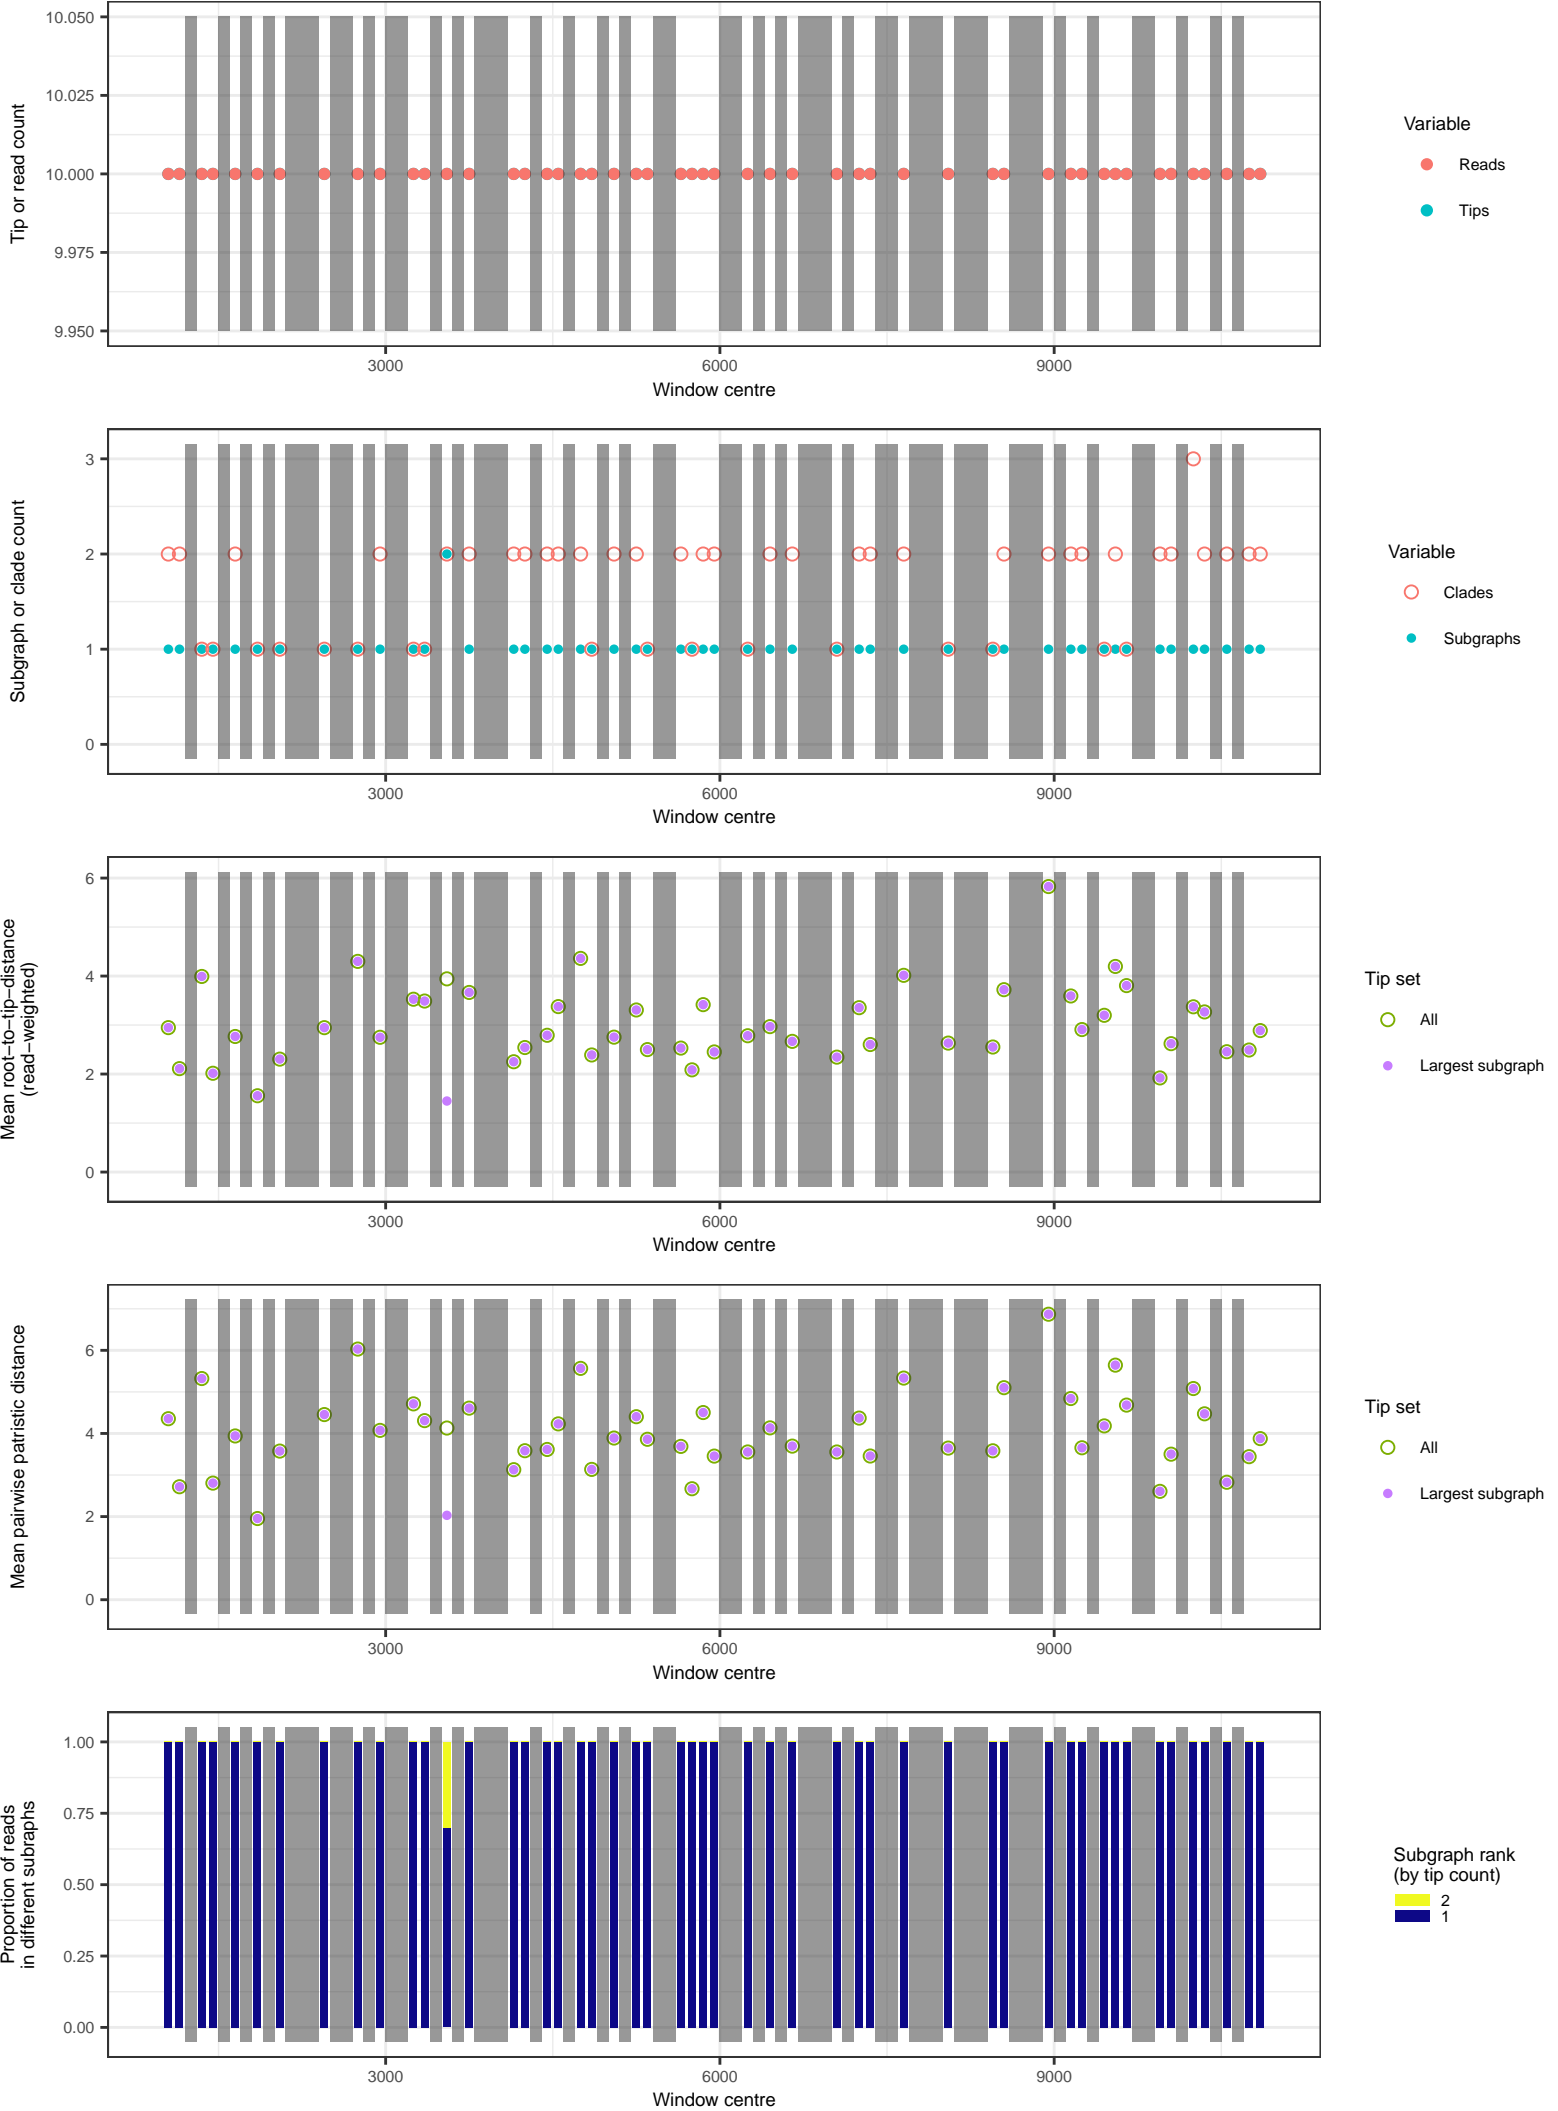 10.050
10.025
10.000
9.975
9.950
Tip or read count
3000
6000
9000
Window centre
Variable
Reads
Tips
3
2
1
0
Subgraph or clade count
3000
6000
9000
Window centre
Variable
Clades
Subgraphs
6
4
2
0
Mean root−to−tip−distance
(read−weighted)
3000
6000
9000
Window centre
Tip set
All
Largest subgraph
6
4
2
0
Mean pairwise patristic distance
3000
6000
9000
Window centre
Tip set
All
Largest subgraph
1.00
0.75
0.50
0.25
0.00
Proportion of reads
in different subraphs
3000
6000
9000
Window centre
Subgraph rank
(by tip count)
2
1